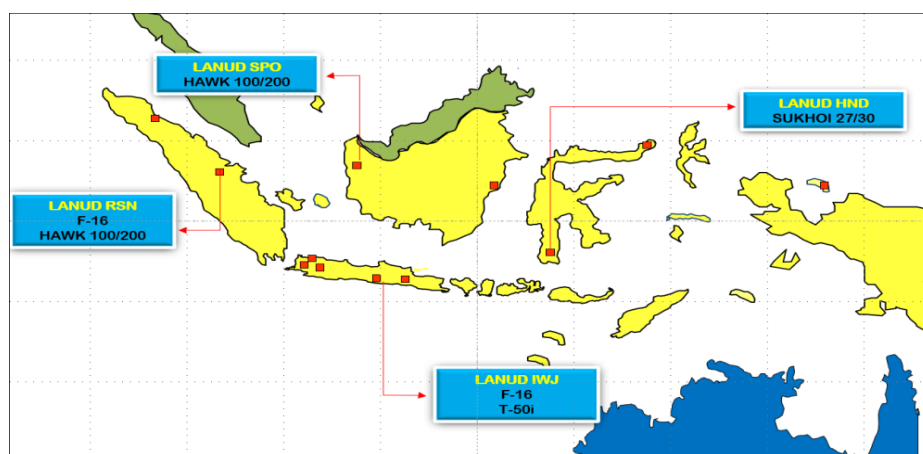 LANUD SPO
HAWK 100/200
LANUD HND
SUKHOI 27/30
LANUD RSN
F-16
HAWK 100/200
LANUD IWJ
F-16
T-50i